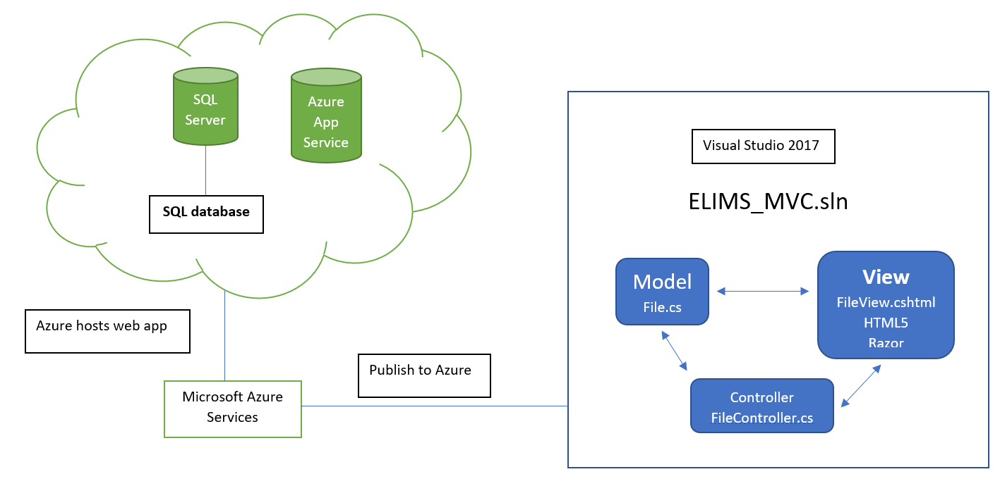 SQL
Server
Azure
App
Service
SQL database
Azure hosts web app
Microsoft Azure
Services
Publish to Azure
Visual Studio 2017
ELIMS_MVC.sln
Model
File.cs
View
FileView.cshtml
HTML5
Razor
Controller
FileController.cs